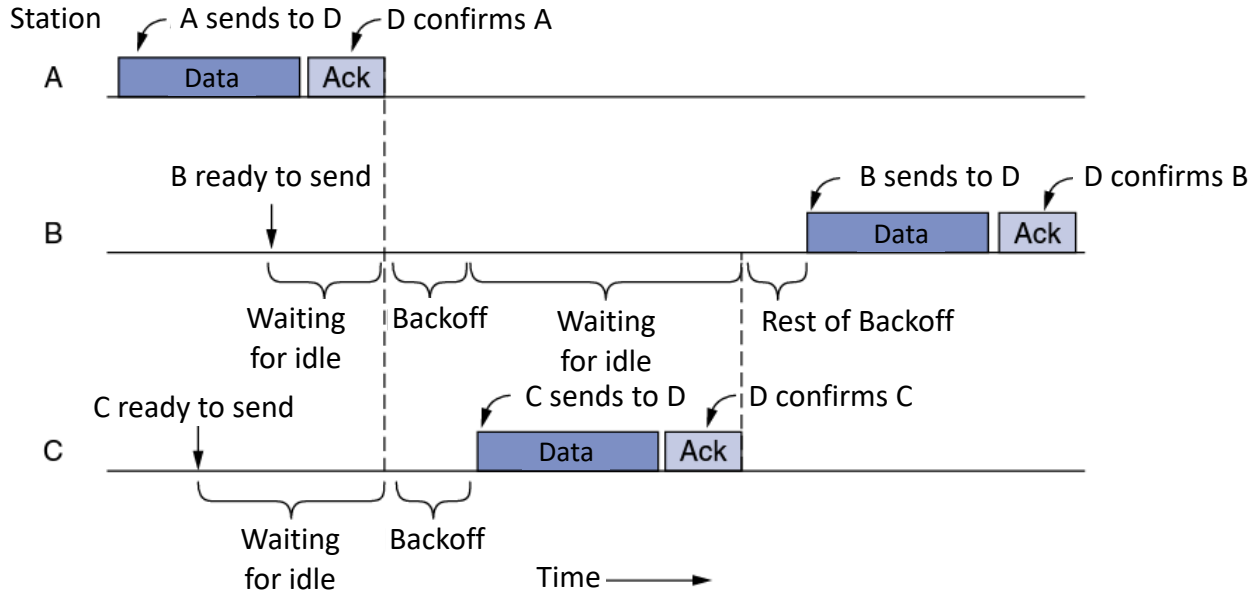 Station
A sends to D
D confirms A
A
Data
Ack
B ready to send
B sends to D
D confirms B
B
Data
Ack
Waiting
for idle
Backoff
Waiting
for idle
Rest of Backoff
C ready to send
C sends to D
D confirms C
C
Data
Ack
Waiting
for idle
Backoff
Time